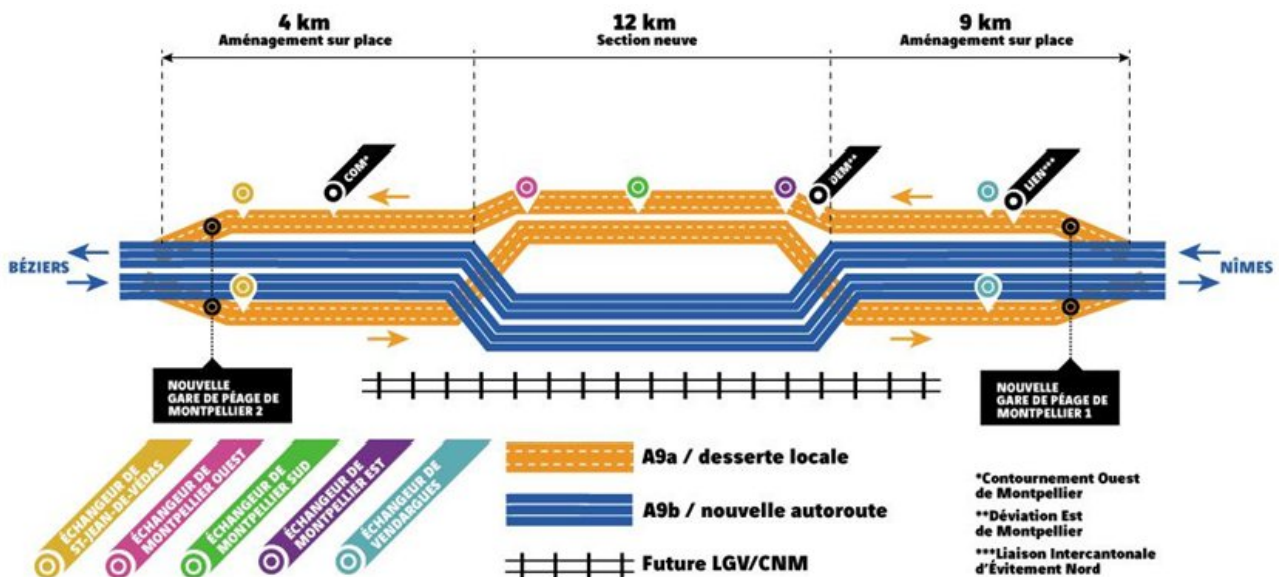 4 km
Aménagement sur place
12 km
Section neuve
9 km
Aménagement sur place
COM*
DEM**
LIEN***
BÉZIERS
NÎMES
NOUVELLE
GARE DE PÉAGE DE
MONTPELLIER 2
NOUVELLE
GARE DE PÉAGE DE
MONTPELLIER 1
ÉCHANGEUR DE
ST-JEAN-DE-VÉDAS
ÉCHANGEUR DE
MONTPELLIER OUEST
ÉCHANGEUR DE
MONTPELLIER SUD
ÉCHANGEUR DE
MONTPELLIER EST
ÉCHANGEUR DE
VENDARGUES
A9a / desserte locale
A9b / nouvelle autoroute
Future LGV/CNM
*Contournement Ouest
de Montpellier
**Déviation Est
de Montpellier
***Liaison Intercantonale
d'Évitement Nord